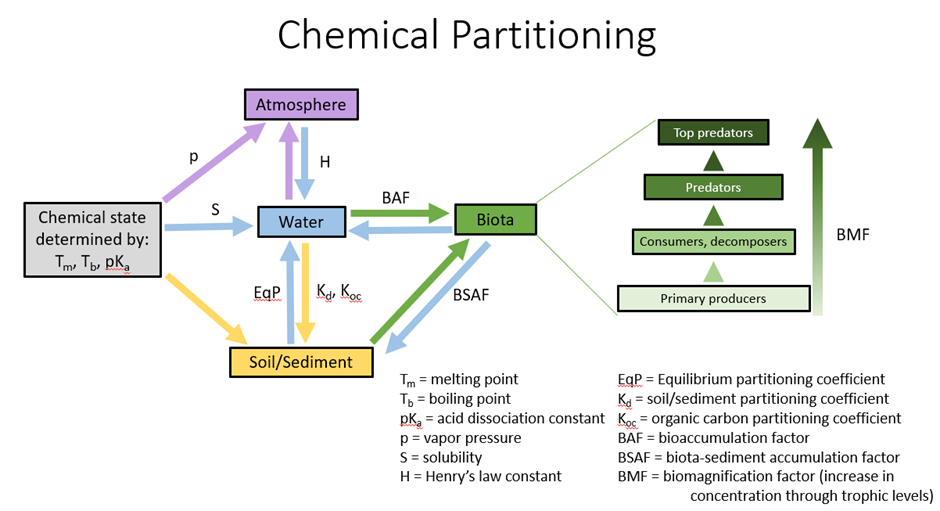 Chemical Partitioning
Atmosphere
p
H
Chemical state
determined by:
Tm, Tb, pKa
S
Water
BAF
Biota
EqP
Kd, Koc
BSAF
Soil/Sediment
Top predators
Predators
Consumers, decomposers
Primary producers
BMF
Tm = melting point
Tb = boiling point
pKa = acid dissociation constant
p = vapor pressure
S = solubility
H = Henry's law constant
EqP = Equilibrium partitioning coefficient
Kd = soil/sediment partitioning coefficient
Koc = organic carbon partitioning coefficient
BAF = bioaccumulation factor
BSAF = biota-sediment accumulation factor
BMF = biomagnification factor (increase in
concentration through trophic levels)